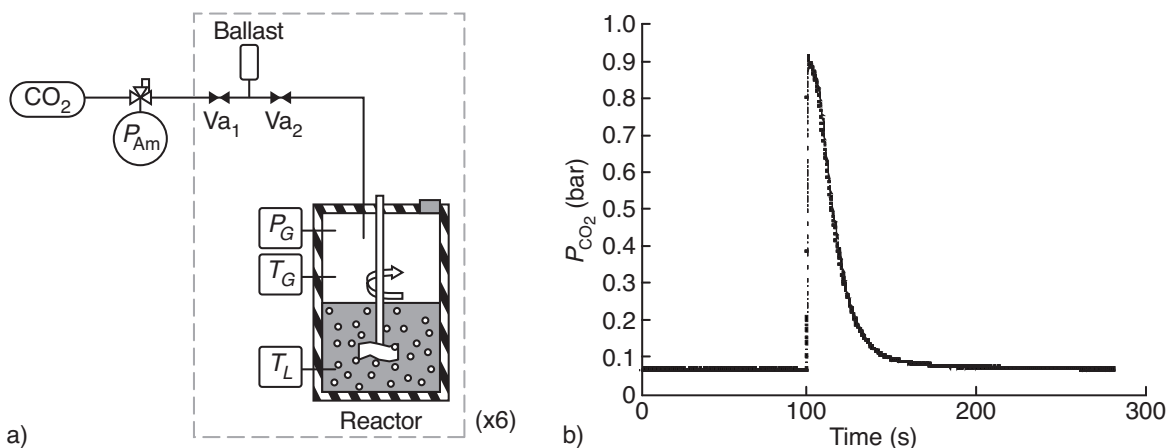 Ballast
CO2
Va1
Va2
PAm
PG
TG
TL
Reactor
(x6)
a)
1.0
0.9
0.8
0.7
0.6
0.5
0.4
0.3
0.2
0.1
0
PCO2 (bar)
0 100 200 300
Time (s)
b)